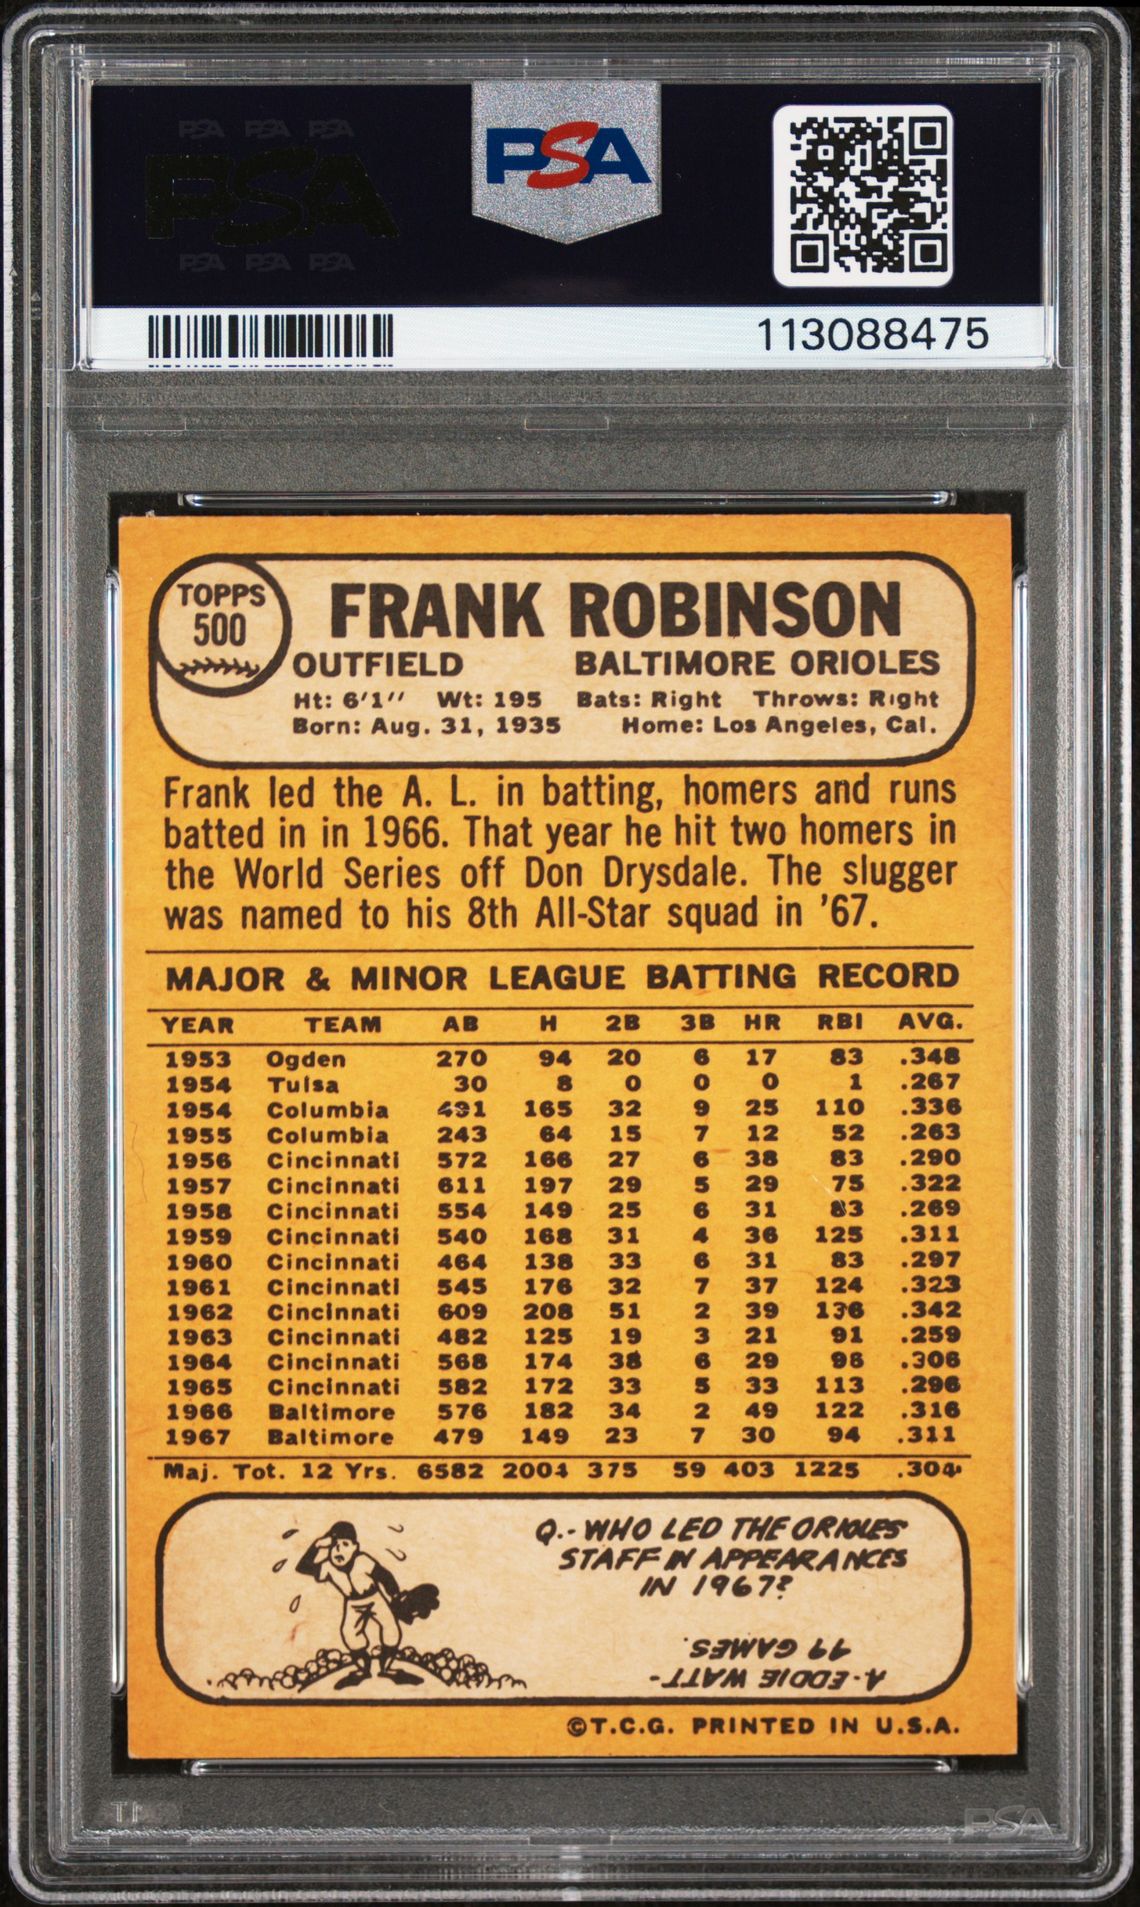 PSA PSA PSA
PSA
PSA PSA PSA
PSA
113088475
TOPPS
500
FRANK ROBINSON
OUTFIELD BALTIMORE ORIOLES
Ht: 6'1'' Wt: 195 Bats: Right Throws: Right
Born: Aug. 31, 1935 Home: Los Angeles, Cal.
Frank led the A. L. in batting, homers and runs
batted in in 1966. That year he hit two homers in
the World Series off Don Drysdale. The slugger
was named to his 8th All-Star squad in '67.
MAJOR & MINOR LEAGUE BATTING RECORD
YEAR TEAM AB H 2B 3B HR RBI AVG.
1953 Ogden 270 94 20 6 17 83 .348
1954 Tulsa 30 8 0 0 0 1 .267
1954 Columbia 491 165 32 9 25 110 .336
1955 Columbia 243 64 15 7 12 52 .263
1956 Cincinnati 572 166 27 6 38 83 .290
1957 Cincinnati 611 197 29 5 29 75 .322
1958 Cincinnati 554 149 25 6 31 83 .269
1959 Cincinnati 540 168 31 4 36 125 .311
1960 Cincinnati 464 138 33 6 31 83 .297
1961 Cincinnati 545 176 32 7 37 124 .323
1962 Cincinnati 609 208 51 2 39 136 .342
1963 Cincinnati 482 125 19 3 21 91 .259
1964 Cincinnati 568 174 38 6 29 96 .306
1965 Cincinnati 582 172 33 5 33 113 .296
1966 Baltimore 576 182 34 2 49 122 .316
1967 Baltimore 479 149 23 7 30 94 .311
Maj. Tot. 12 Yrs. 6582 2004 375 59 403 1225 .304
Q.- WHO LED THE ORIOLES
STAFF IN APPEARANCES
IN 1967?
A-EDDIE WATT-
49 GAMES.
©T.C.G. PRINTED IN U.S.A.
PSA